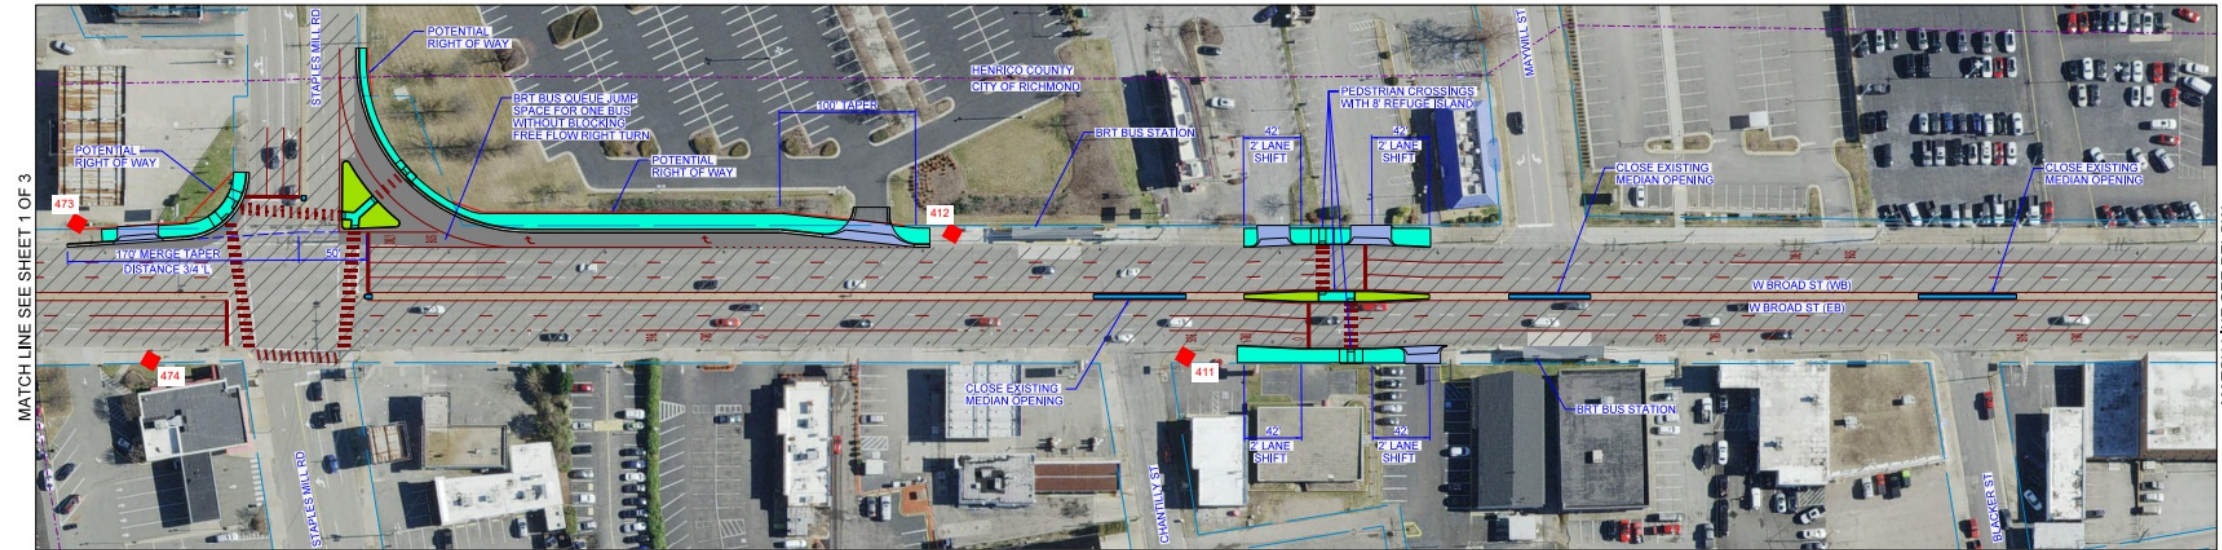 MATCH LINE SEE SHEET 1 OF 3
STAPLES MILL RD
POTENTIAL
RIGHT OF WAY
BRT BUS QUEUE JUMP
SPACE FOR ONE BUS
WITHOUT BLOCKING
FREE FLOW RIGHT TURN
POTENTIAL
RIGHT OF WAY
POTENTIAL
RIGHT OF WAY
100' TAPER
HENRICO COUNTY
CITY OF RICHMOND
BRT BUS STATION
PEDSTRIAN CROSSINGS
WITH 8' REFUGE ISLAND
42'
2' LANE
SHIFT
42'
2' LANE
SHIFT
MAYWILL ST
CLOSE EXISTING
MEDIAN OPENING
CLOSE EXISTING
MEDIAN OPENING
473
412
170' MERGE TAPER
DISTANCE 3/4 'L'
50'
W BROAD ST (WB)
W BROAD ST (EB)
474
411
CLOSE EXISTING
MEDIAN OPENING
BRT BUS STATION
42'
2' LANE
SHIFT
42'
2' LANE
SHIFT
STAPLES MILL RD
CHANTILLY ST
BLACKER ST